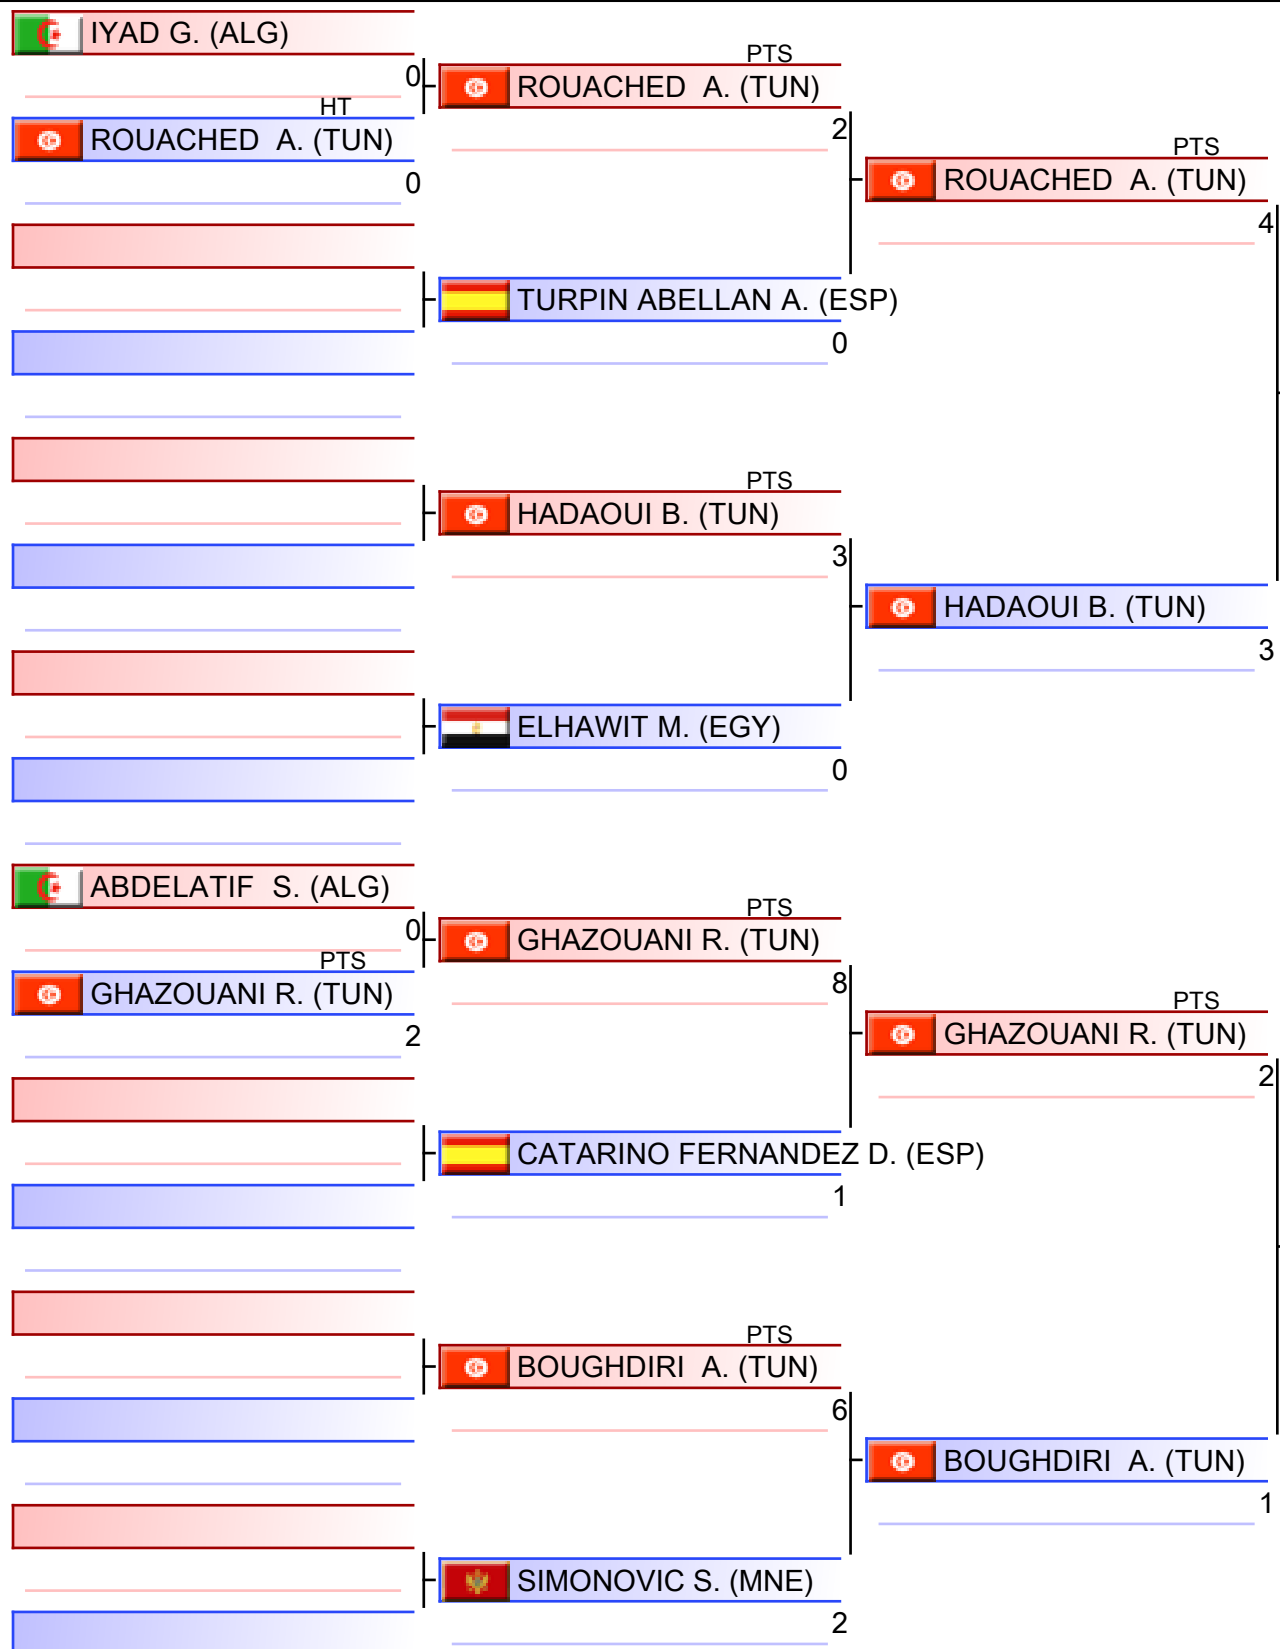 IYAD G. (ALG)
0
HT
ROUACHED A. (TUN)
0
PTS
ROUACHED A. (TUN)
2
TURPIN ABELLAN A. (ESP)
0
PTS
ROUACHED A. (TUN)
4
PTS
HADAOUI B. (TUN)
3
ELHAWIT M. (EGY)
0
HADAOUI B. (TUN)
3
ABDELATIF S. (ALG)
0
PTS
GHAZOUANI R. (TUN)
2
PTS
GHAZOUANI R. (TUN)
8
CATARINO FERNANDEZ D. (ESP)
1
PTS
GHAZOUANI R. (TUN)
2
PTS
BOUGHDIRI A. (TUN)
6
SIMONOVIC S. (MNE)
2
BOUGHDIRI A. (TUN)
1